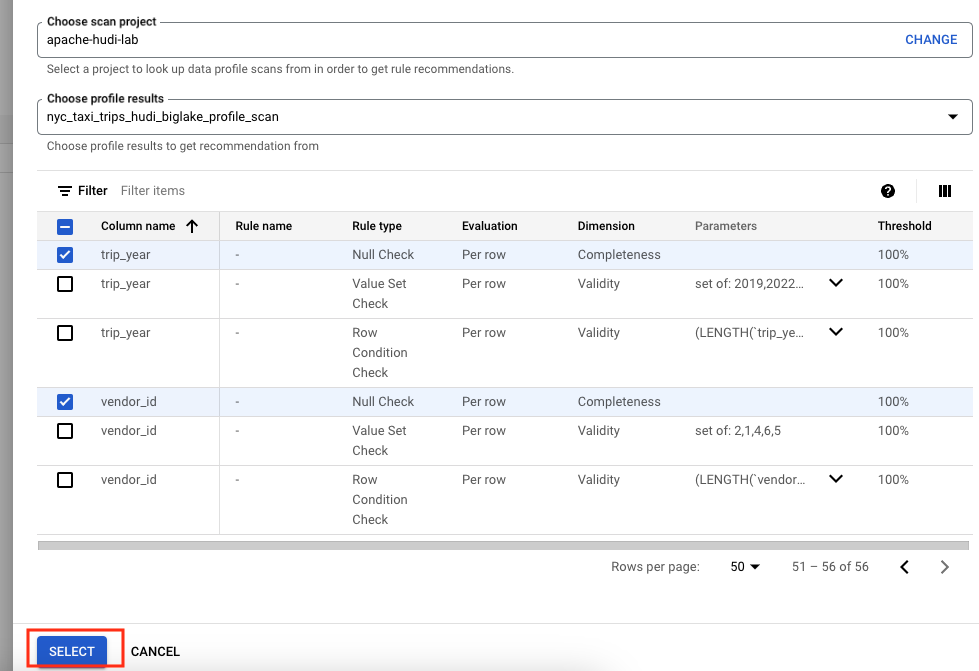 Choose scan project
apache-hudi-lab
CHANGE
Select a project to look up data profile scans from in order to get rule recommendations.
Choose profile results
nyc_taxi_trips_hudi_biglake_profile_scan
Choose profile results to get recommendation from
Filter Filter items
Column name Rule name Rule type Evaluation Dimension Parameters Threshold
trip_year - Null Check Per row Completeness 100%
trip_year - Value Set Per row Validity set of: 2019,2022... 100%
Check
trip_year - Row Per row Validity (LENGTH(`trip_ye... 100%
Condition
Check
vendor_id - Null Check Per row Completeness 100%
vendor_id - Value Set Per row Validity set of: 2,1,4,6,5 100%
Check
vendor_id - Row Per row Validity (LENGTH(`vendor... 100%
Condition
Check
Rows per page: 50 51 – 56 of 56
SELECT CANCEL